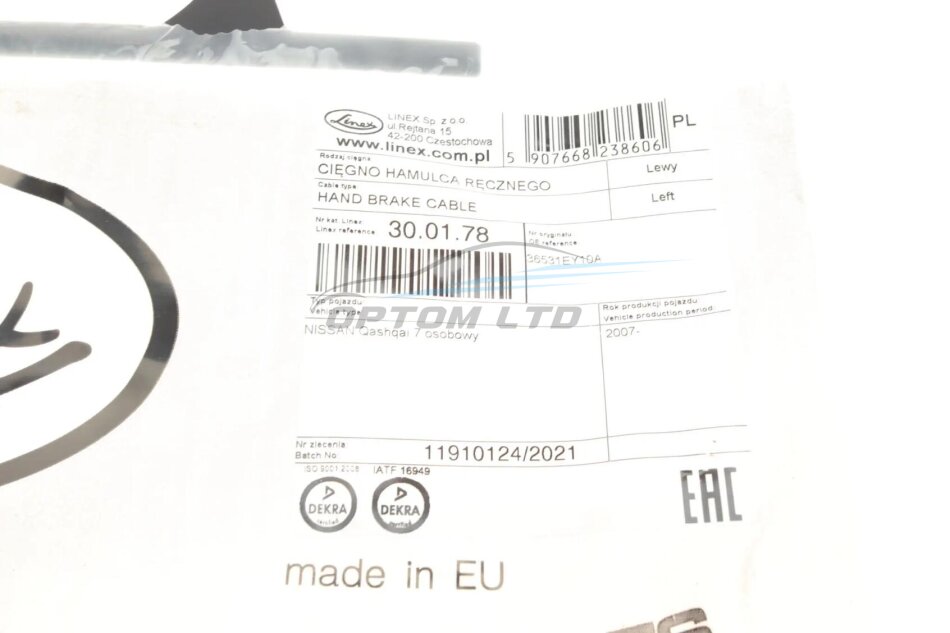 Linex
LINEX Sp. z o.o.
ul. Rejtana 15
42-200 Częstochowa
www.linex.com.pl
5 907668 238606
PL
Rodzaj cięgna
CIĘGNO HAMULCA RĘCZNEGO
Lewy
Cable type
HAND BRAKE CABLE
Left
Nr kat. Linex
Linex reference
30.01.78
Nr oryginału
OE reference
36531EY10A
Typ pojazdu
Vehicle type
Rok produkcji pojazdu
Vehicle production period
OPTOM LTD
NISSAN Qashqai 7 osobowy
2007-
Nr zlecenia
Batch No
11910124/2021
ISO 9001:2008
IATF 16949
DEKRA
DEKRA
EAC
made in EU